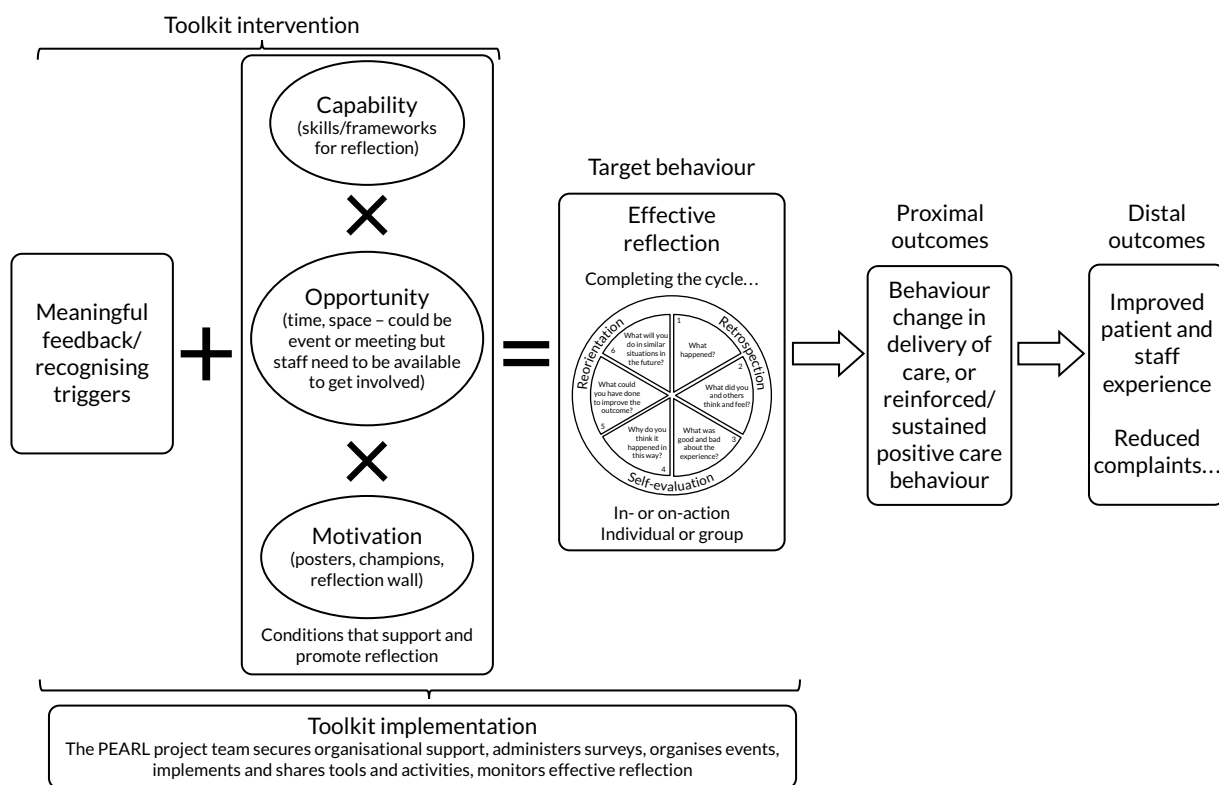 Toolkit intervention
Capability
(skills/frameworks
for reflection)
×
Opportunity
(time, space – could be
event or meeting but
staff need to be available
to get involved)
×
Motivation
(posters, champions,
reflection wall)
Conditions that support and
promote reflection
Meaningful
feedback/
recognising
triggers
+
=
Target behaviour
Effective
reflection
Completing the cycle…
Retrospection
1
What
happened?
2
What did you
and others
think and feel?
Self-evaluation
3
What was
good and bad
about the
experience?
4
Why do you
think it
happened in
this way?
Reorientation
5
What could
you have done
to improve the
outcome?
6
What will you
do in similar
situations in
the future?
In- or on-action
Individual or group
Proximal
outcomes
Behaviour
change in
delivery of
care, or
reinforced/
sustained
positive care
behaviour
Distal
outcomes
Improved
patient and
staff
experience
Reduced
complaints…
Toolkit implementation
The PEARL project team secures organisational support, administers surveys, organises events,
implements and shares tools and activities, monitors effective reflection